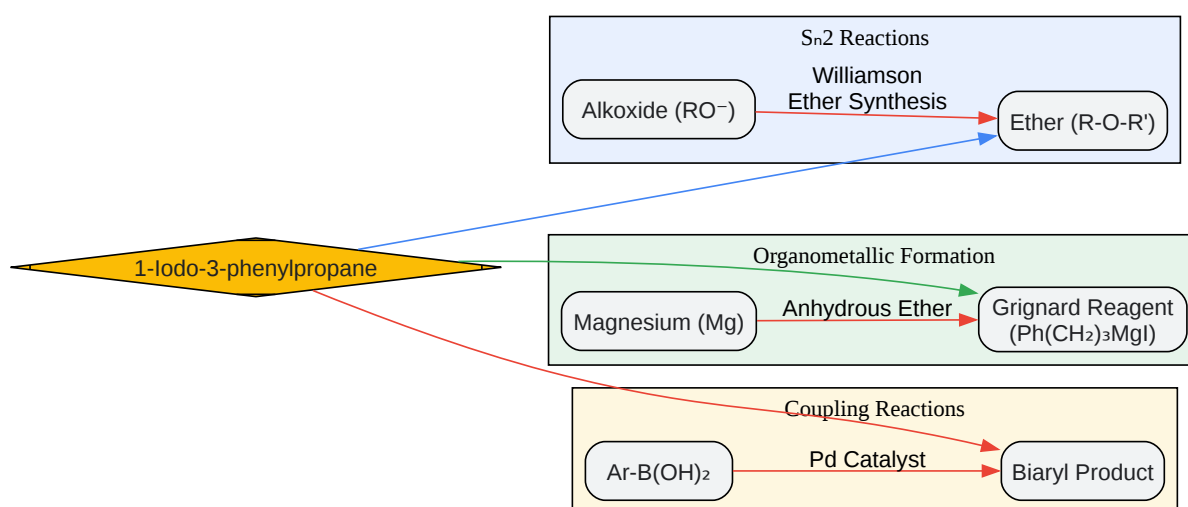 Sₙ2 Reactions
Williamson
Ether Synthesis
Alkoxide (RO⁻)
Ether (R-O-R')
1-Iodo-3-phenylpropane
Organometallic Formation
Magnesium (Mg)
Anhydrous Ether
Grignard Reagent
(Ph(CH₂)₃MgI)
Coupling Reactions
Ar-B(OH)₂
Pd Catalyst
Biaryl Product